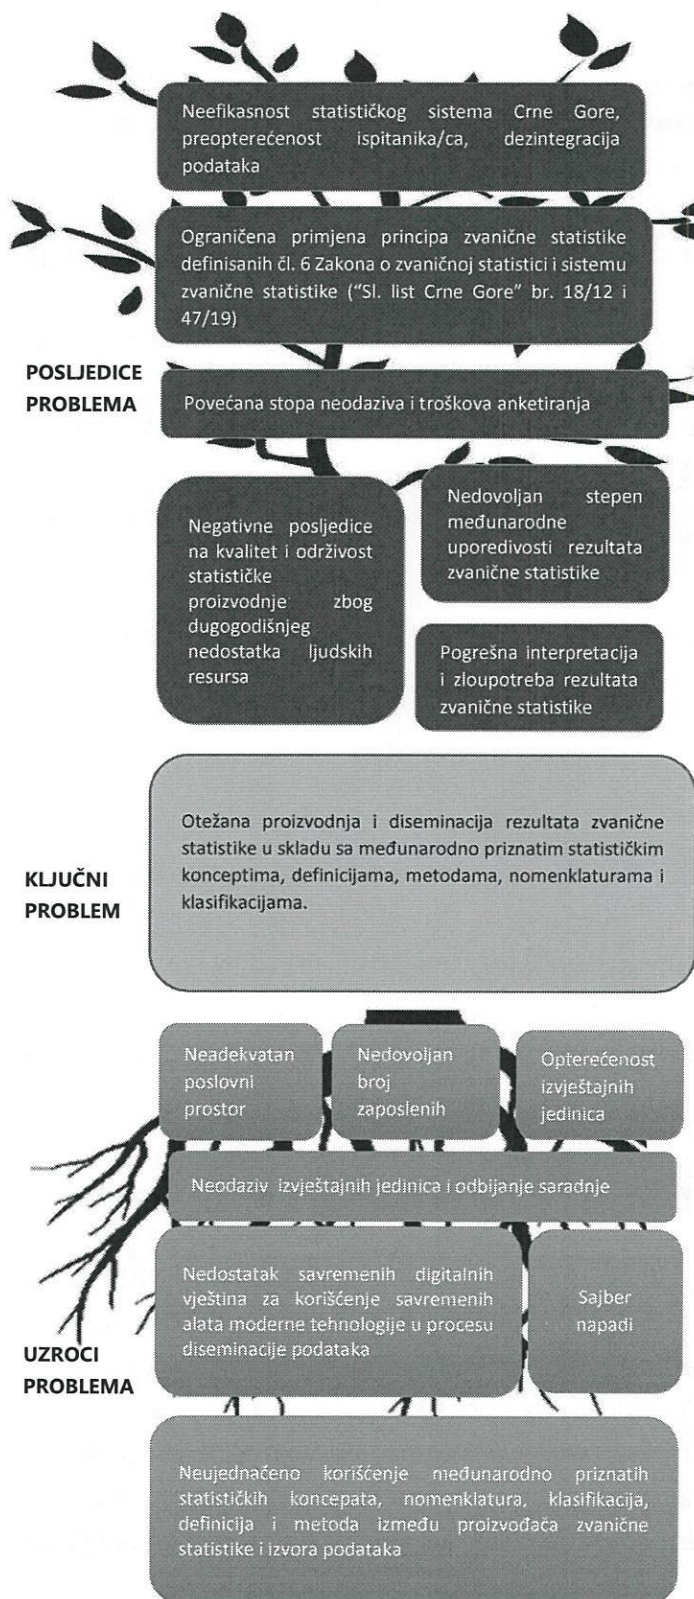 Neefikasnost statističkog sistema Crne Gore,
preopterećenost ispitanika/ca, dezintegracija
podataka
Ograničena primjena principa zvanične statistike
definisanih čl. 6 Zakona o zvaničnoj statistici i sistemu
zvanične statistike ("Sl. list Crne Gore" br. 18/12 i
47/19)
POSLJEDICE
PROBLEMA
Povećana stopa neodaziva i troškova anketiranja
Negativne posljedice
na kvalitet i održivost
statističke
proizvodnje zbog
dugogodišnjeg
nedostatka ljudskih
resursa
Nedovoljan stepen
međunarodne
uporedivosti rezultata
zvanične statistike
Pogrešna interpretacija
i zloupotreba rezultata
zvanične statistike
KLJUČNI
PROBLEM
Otežana proizvodnja i diseminacija rezultata zvanične
statistike u skladu sa međunarodno priznatim statističkim
konceptima, definicijama, metodama, nomenklaturama i
klasifikacijama.
Neadekvatan
poslovni
prostor
Nedovoljan
broj
zaposlenih
Opterećenost
izvještajnih
jedinica
Neodaziv izvještajnih jedinica i odbijanje saradnje
Nedostatak savremenih digitalnih
vještina za korišćenje savremenih
alata moderne tehnologije u procesu
diseminacije podataka
Sajber
napadi
UZROCI
PROBLEMA
Neujednačeno korišćenje međunarodno priznatih
statističkih koncepata, nomenklatura, klasifikacija,
definicija i metoda između proizvođača zvanične
statistike i izvora podataka